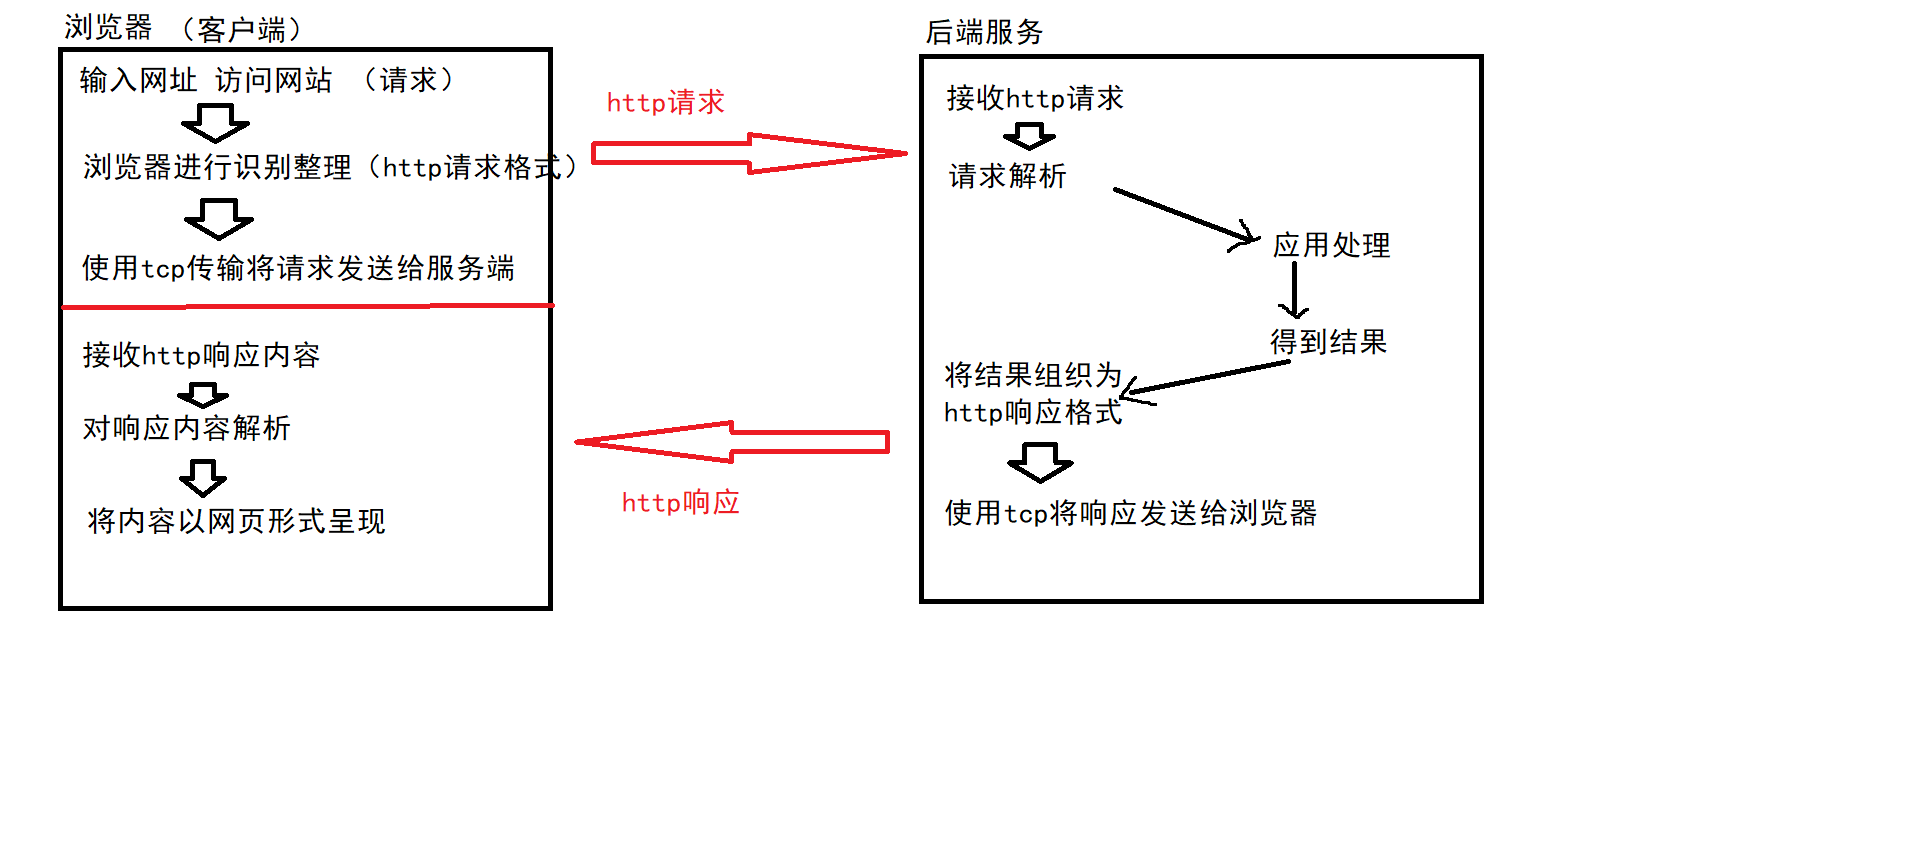 浏览器 （客户端）
输入网址 访问网站 （请求）
浏览器进行识别整理（http请求格式）
使用tcp传输将请求发送给服务端
接收http响应内容
对响应内容解析
将内容以网页形式呈现
http请求
http响应
后端服务
接收http请求
请求解析
应用处理
得到结果
将结果组织为
http响应格式
使用tcp将响应发送给浏览器